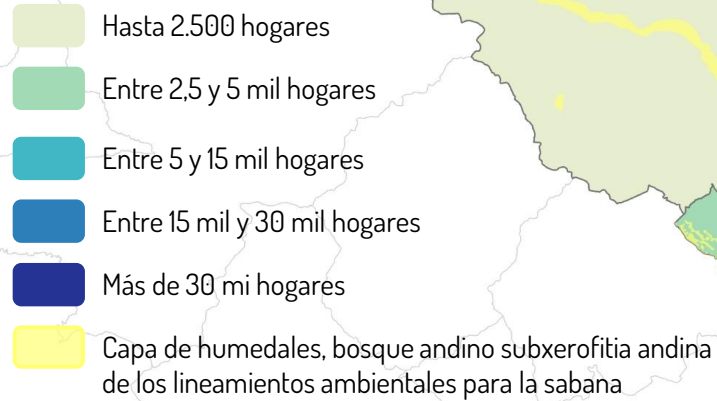 Hasta 2.500 hogares
Entre 2,5 y 5 mil hogares
Entre 5 y 15 mil hogares
Entre 15 mil y 30 mil hogares
Más de 30 mi hogares
Capa de humedales, bosque andino subxerofitia andina
de los lineamientos ambientales para la sabana